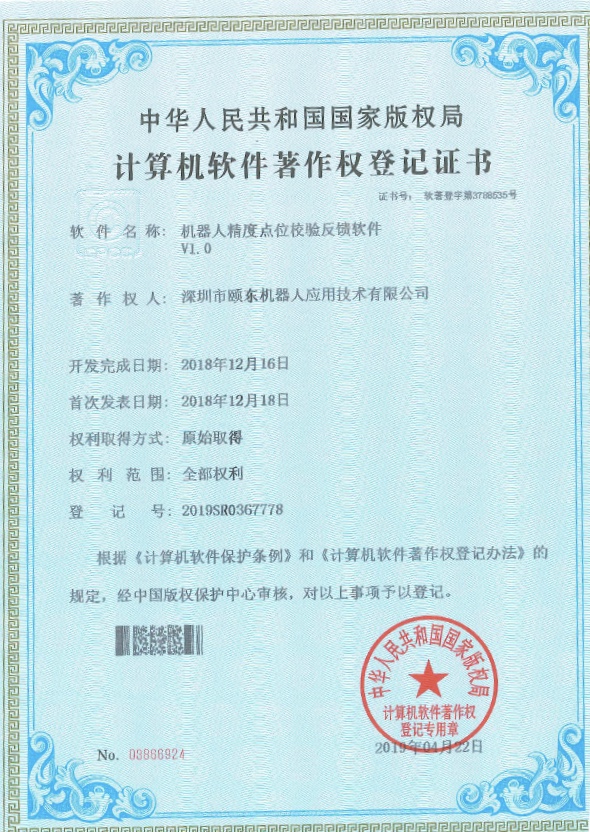 中华人民共和国国家版权局
计算机软件著作权登记证书
证书号： 软著登字第3788535号
软件名称： 机器人精度点位校验反馈软件
V1.0
著作权人： 深圳市颐东机器人应用技术有限公司
开发完成日期： 2018年12月16日
首次发表日期： 2018年12月18日
权利取得方式： 原始取得
权利范围： 全部权利
登记号： 2019SR0367778
根据《计算机软件保护条例》和《计算机软件著作权登记办法》的
规定，经中国版权保护中心审核，对以上事项予以登记。
中华人民共和国国家版权局
计算机软件著作权
登记专用章
2019年04月22日
No. 03866924